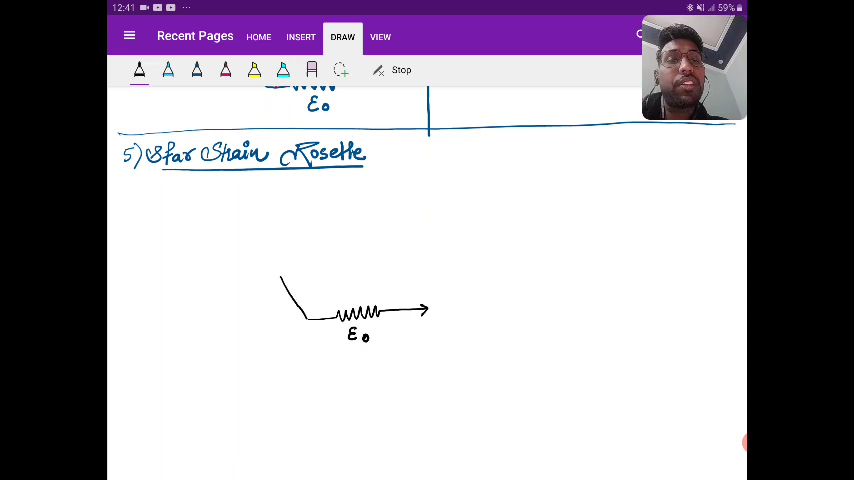 12:41
59%
Recent Pages HOME INSERT DRAW VIEW
Stop
ε0
5) Star Strain Rosette
ε0